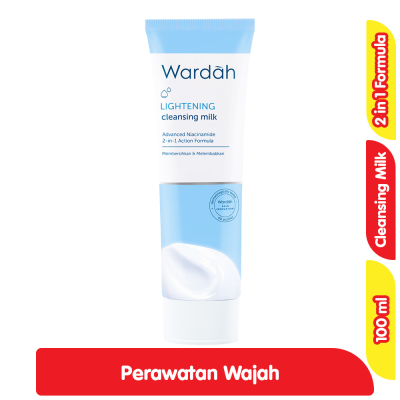 Wardah
LIGHTENING
cleansing milk
Advanced Niacinamide
2-in-1 Action Formula
Membersihkan & Melembabkan
Wardah
2 in 1 Formula
Cleansing Milk
100 ml
Perawatan Wajah